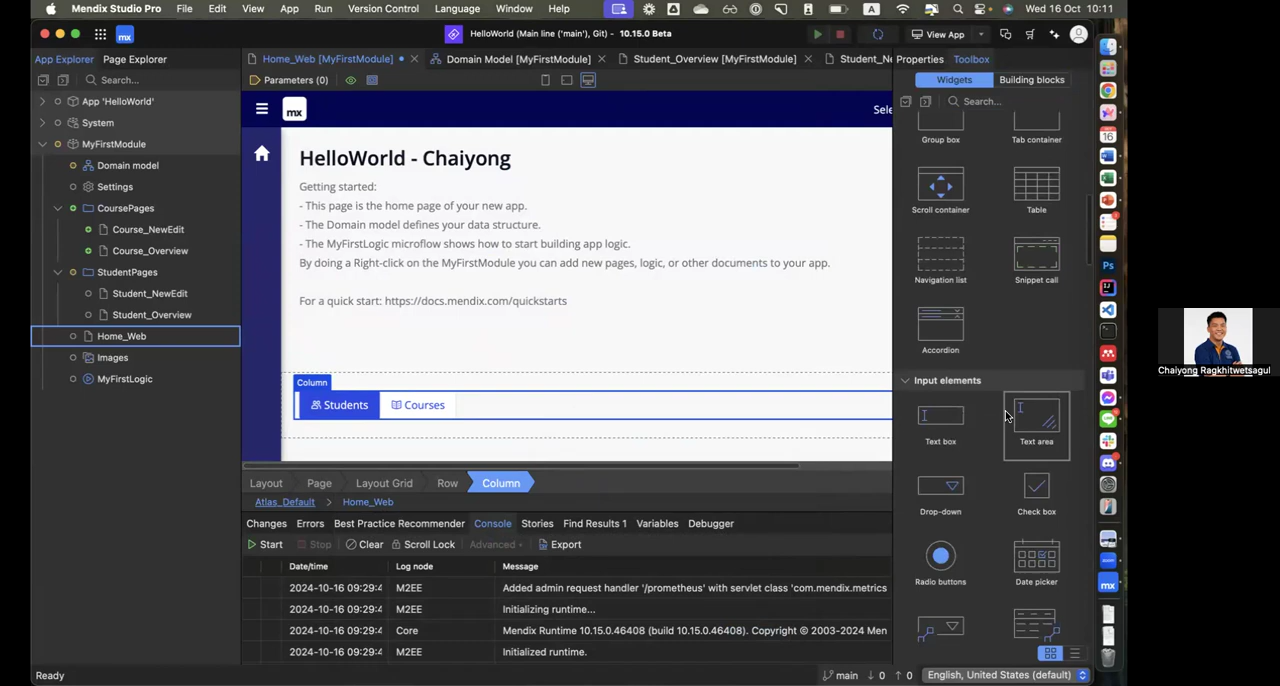 Mendix Studio Pro File Edit View App Run Version Control Language Window Help A Wed 16 Oct 10:11
mx HelloWorld (Main line ('main'), Git) - 10.15.0 Beta View App
App Explorer Page Explorer Home_Web [MyFirstModule] Domain Model [MyFirstModule] Student_Overview [MyFirstModule] Student_Ne Properties Toolbox
Search... Parameters (0) Widgets Building blocks
Search...
App 'HelloWorld'
System
MyFirstModule
Domain model
Settings
CoursePages
Course_NewEdit
Course_Overview
StudentPages
Student_NewEdit
Student_Overview
Home_Web
Images
MyFirstLogic
mx Sele
HelloWorld - Chaiyong
Getting started:
- This page is the home page of your new app.
- The Domain model defines your data structure.
- The MyFirstLogic microflow shows how to start building app logic.
By doing a Right-click on the MyFirstModule you can add new pages, logic, or other documents to your app.
For a quick start: https://docs.mendix.com/quickstarts
Column
Students Courses
Layout Page Layout Grid Row Column
Atlas_Default > Home_Web
Changes Errors Best Practice Recommender Console Stories Find Results 1 Variables Debugger
Start Stop Clear Scroll Lock Advanced Export
Date/time Log node Message
2024-10-16 09:29:4 M2EE Added admin request handler '/prometheus' with servlet class 'com.mendix.metrics
2024-10-16 09:29:4 M2EE Initializing runtime...
2024-10-16 09:29:4 Core Mendix Runtime 10.15.0.46408 (build 10.15.0.46408). Copyright © 2003-2024 Men
2024-10-16 09:29:4 M2EE Initialized runtime.
Group box Tab container
Scroll container Table
Navigation list Snippet call
Accordion
Input elements
Text box Text area
Drop-down Check box
Radio buttons Date picker
Ready main 0 0 English, United States (default)
16
Ps
mx
Chaiyong Ragkhitwetsagul